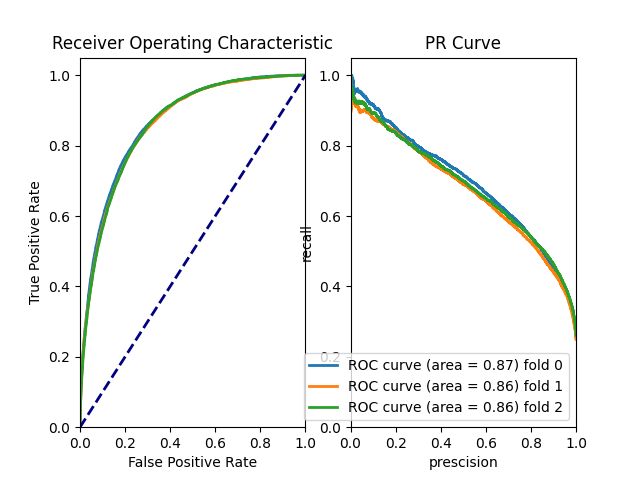 Receiver Operating Characteristic
PR Curve
1.0
0.8
0.6
0.4
0.2
0.0
True Positive Rate
0.0 0.2 0.4 0.6 0.8 1.0
False Positive Rate
1.0
0.8
0.6
0.4
0.2
0.0
recall
ROC curve (area = 0.87) fold 0
ROC curve (area = 0.86) fold 1
ROC curve (area = 0.86) fold 2
0.0 0.2 0.4 0.6 0.8 1.0
prescision